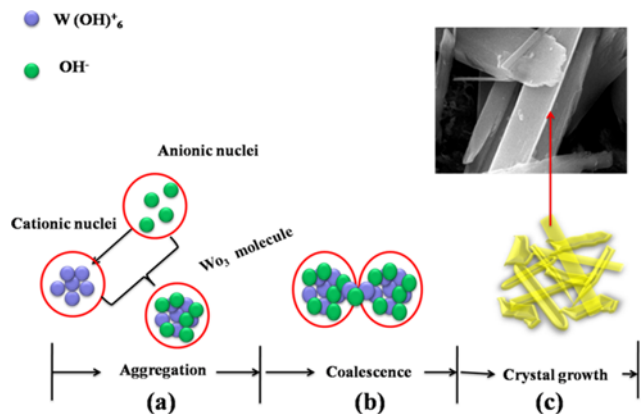 W (OH)⁺₆
OH⁻
Anionic nuclei
Cationic nuclei
Wo₃ molecule
Aggregation
Coalescence
Crystal growth
(a)
(b)
(c)